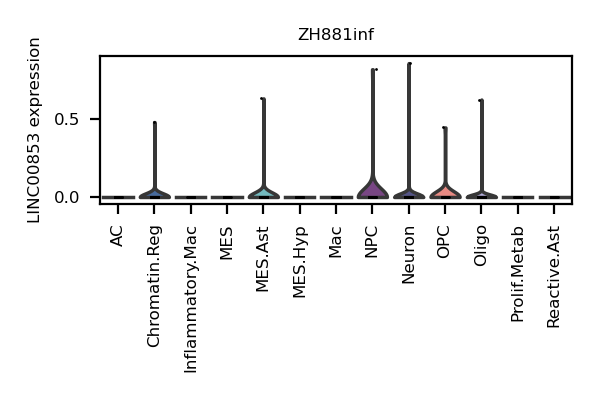 ZH881inf
LINC00853 expression
0.5
0.0
AC
Chromatin.Reg
Inflammatory.Mac
MES
MES.Ast
MES.Hyp
Mac
NPC
Neuron
OPC
Oligo
Prolif.Metab
Reactive.Ast